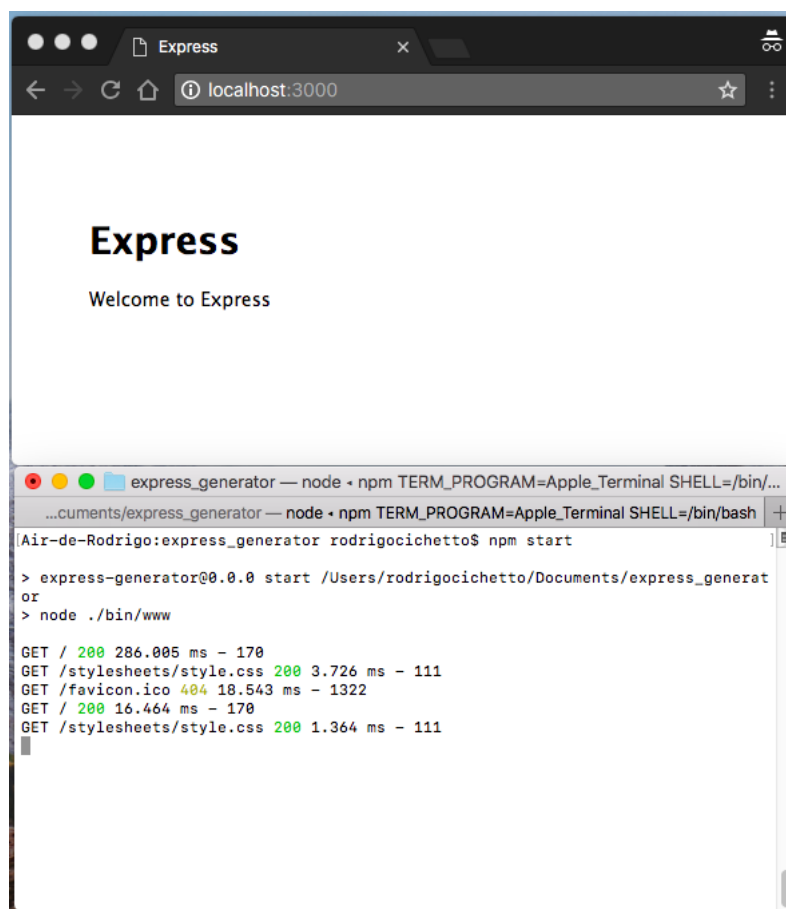 Express
localhost:3000
Express
Welcome to Express
express_generator — node ◂ npm TERM_PROGRAM=Apple_Terminal SHELL=/bin/...
...cuments/express_generator — node ◂ npm TERM_PROGRAM=Apple_Terminal SHELL=/bin/bash
[Air-de-Rodrigo:express_generator rodrigocichetto$ npm start ]
> express-generator@0.0.0 start /Users/rodrigocichetto/Documents/express_generat
or
> node ./bin/www
GET / 200 286.005 ms - 170
GET /stylesheets/style.css 200 3.726 ms - 111
GET /favicon.ico 404 18.543 ms - 1322
GET / 200 16.464 ms - 170
GET /stylesheets/style.css 200 1.364 ms - 111